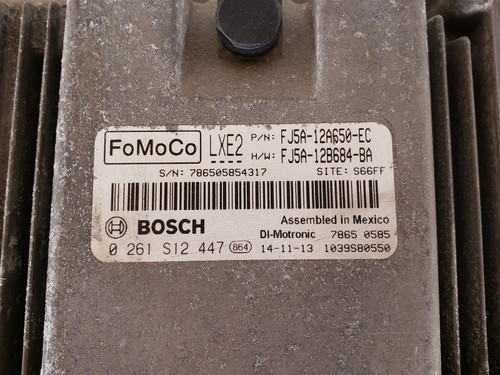 FoMoCo LXE2 P/N: FJ5A-12A650-EC
H/W: FJ5A-12B684-BA
S/N: 786505854317 SITE: S66FF
BOSCH Assembled in Mexico
DI-Motronic 7865 0585
0 261 S12 447 864 14-11-13 1039S80550